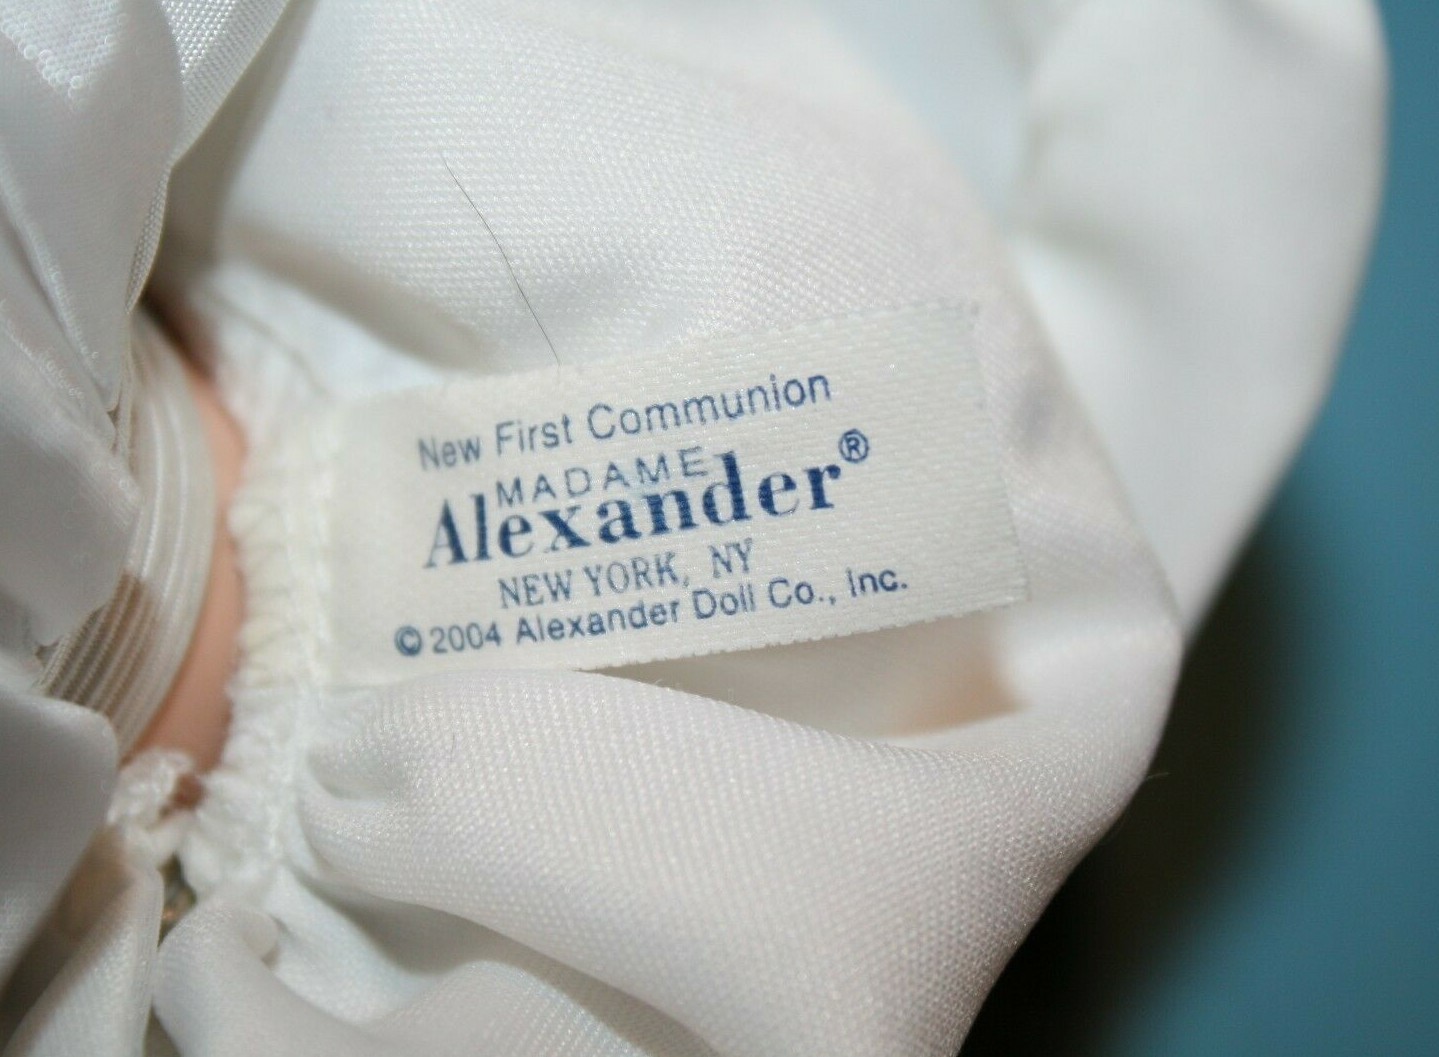 New First Communion
MADAME
Alexander®
NEW YORK, NY
© 2004 Alexander Doll Co., Inc.